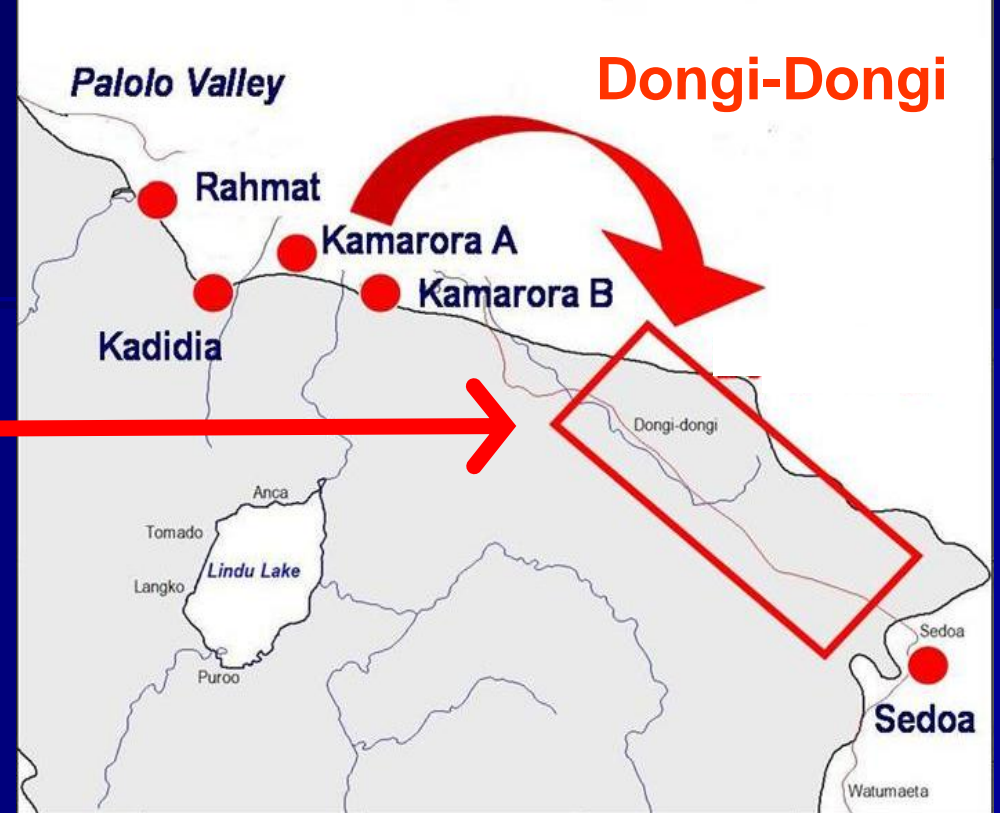 Dongi-Dongi
Palolo Valley
Rahmat
Kamarora A
Kamarora B
Kadidia
Dongi-dongi
Anca
Tomado
Lindu Lake
Langko
Puroo
Sedoa
Sedoa
Watumaeta